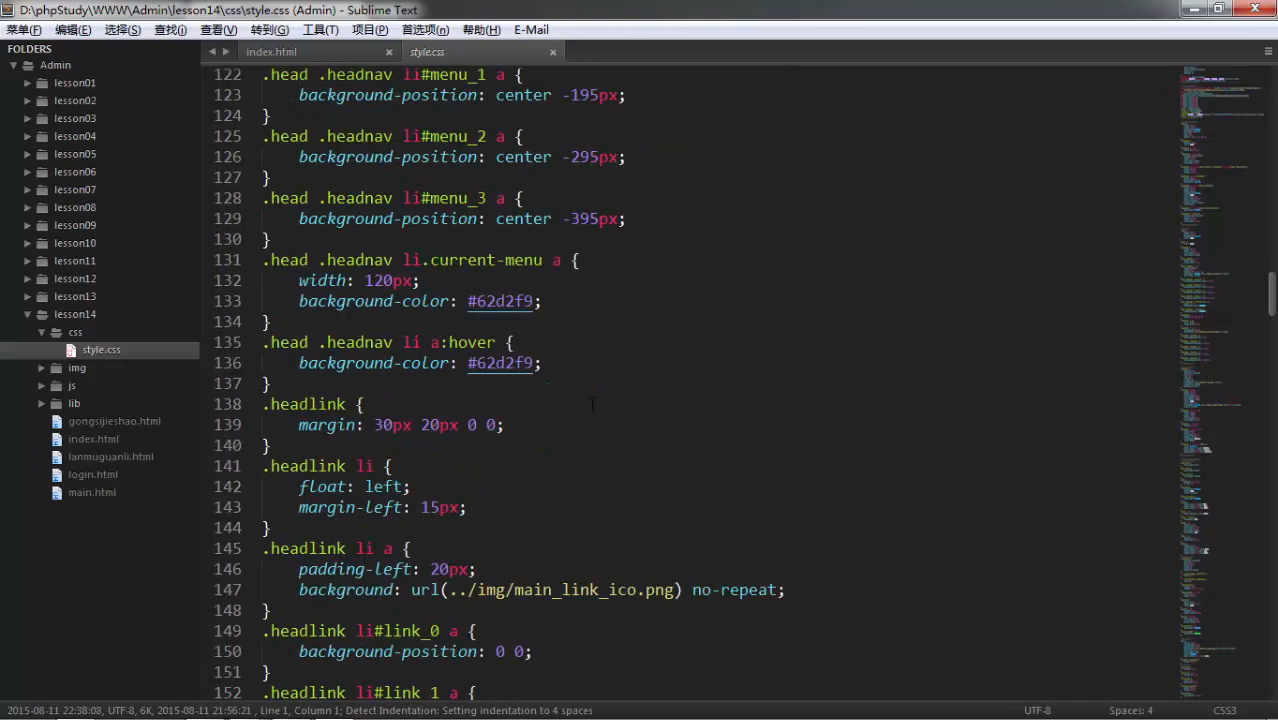 D:\phpStudy\WWW\Admin\lesson14\css\style.css (Admin) - Sublime Text
菜单(F) 编辑(E) 选择(S) 查找(I) 查看(V) 转到(G) 工具(T) 项目(P) 首选项(n) 帮助(H) E-Mail
FOLDERS
Admin
lesson01
lesson02
lesson03
lesson04
lesson05
lesson06
lesson07
lesson08
lesson09
lesson10
lesson11
lesson12
lesson13
lesson14
css
style.css
img
js
lib
gongsijieshao.html
index.html
lanmuguanli.html
login.html
main.html
index.html × style.css ×
122 .head .headnav li#menu_1 a {
123 background-position: center -195px;
124 }
125 .head .headnav li#menu_2 a {
126 background-position: center -295px;
127 }
128 .head .headnav li#menu_3 a {
129 background-position: center -395px;
130 }
131 .head .headnav li.current-menu a {
132 width: 120px;
133 background-color: #62d2f9;
134 }
135 .head .headnav li a:hover {
136 background-color: #62d2f9;
137 }
138 .headlink {
139 margin: 30px 20px 0 0;
140 }
141 .headlink li {
142 float: left;
143 margin-left: 15px;
144 }
145 .headlink li a {
146 padding-left: 20px;
147 background: url(../img/main_link_ico.png) no-repeat;
148 }
149 .headlink li#link_0 a {
150 background-position: 0 0;
151 }
152 .headlink li#link_1 a {
2015-08-11 22:38:08, UTF-8, 6K, 2015-08-11 21:56:21 , Line 1, Column 1; Detect Indentation: Setting indentation to 4 spaces UTF-8 Spaces: 4 CSS3